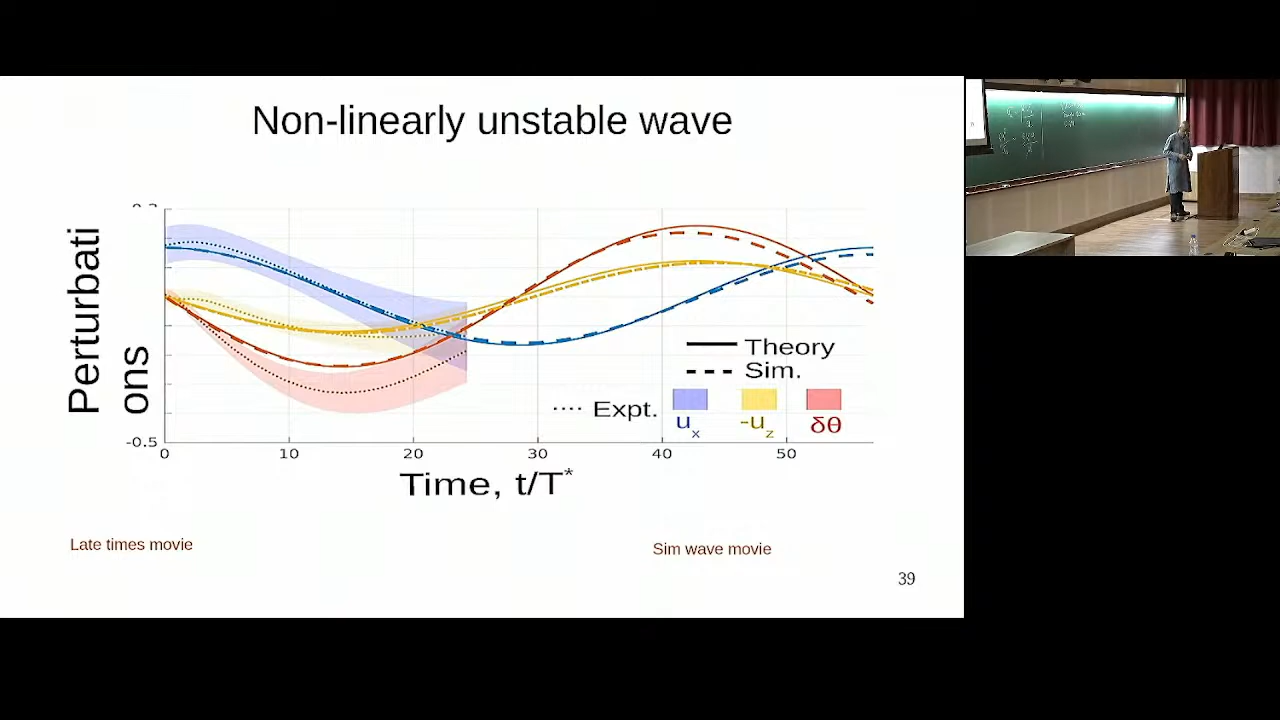 Non-linearly unstable wave
Perturbati
ons
-0.5
0 10 20 30 40 50
Time, t/T*
Theory
Sim.
Expt.
uₓ -u_z δθ
Late times movie
Sim wave movie
39